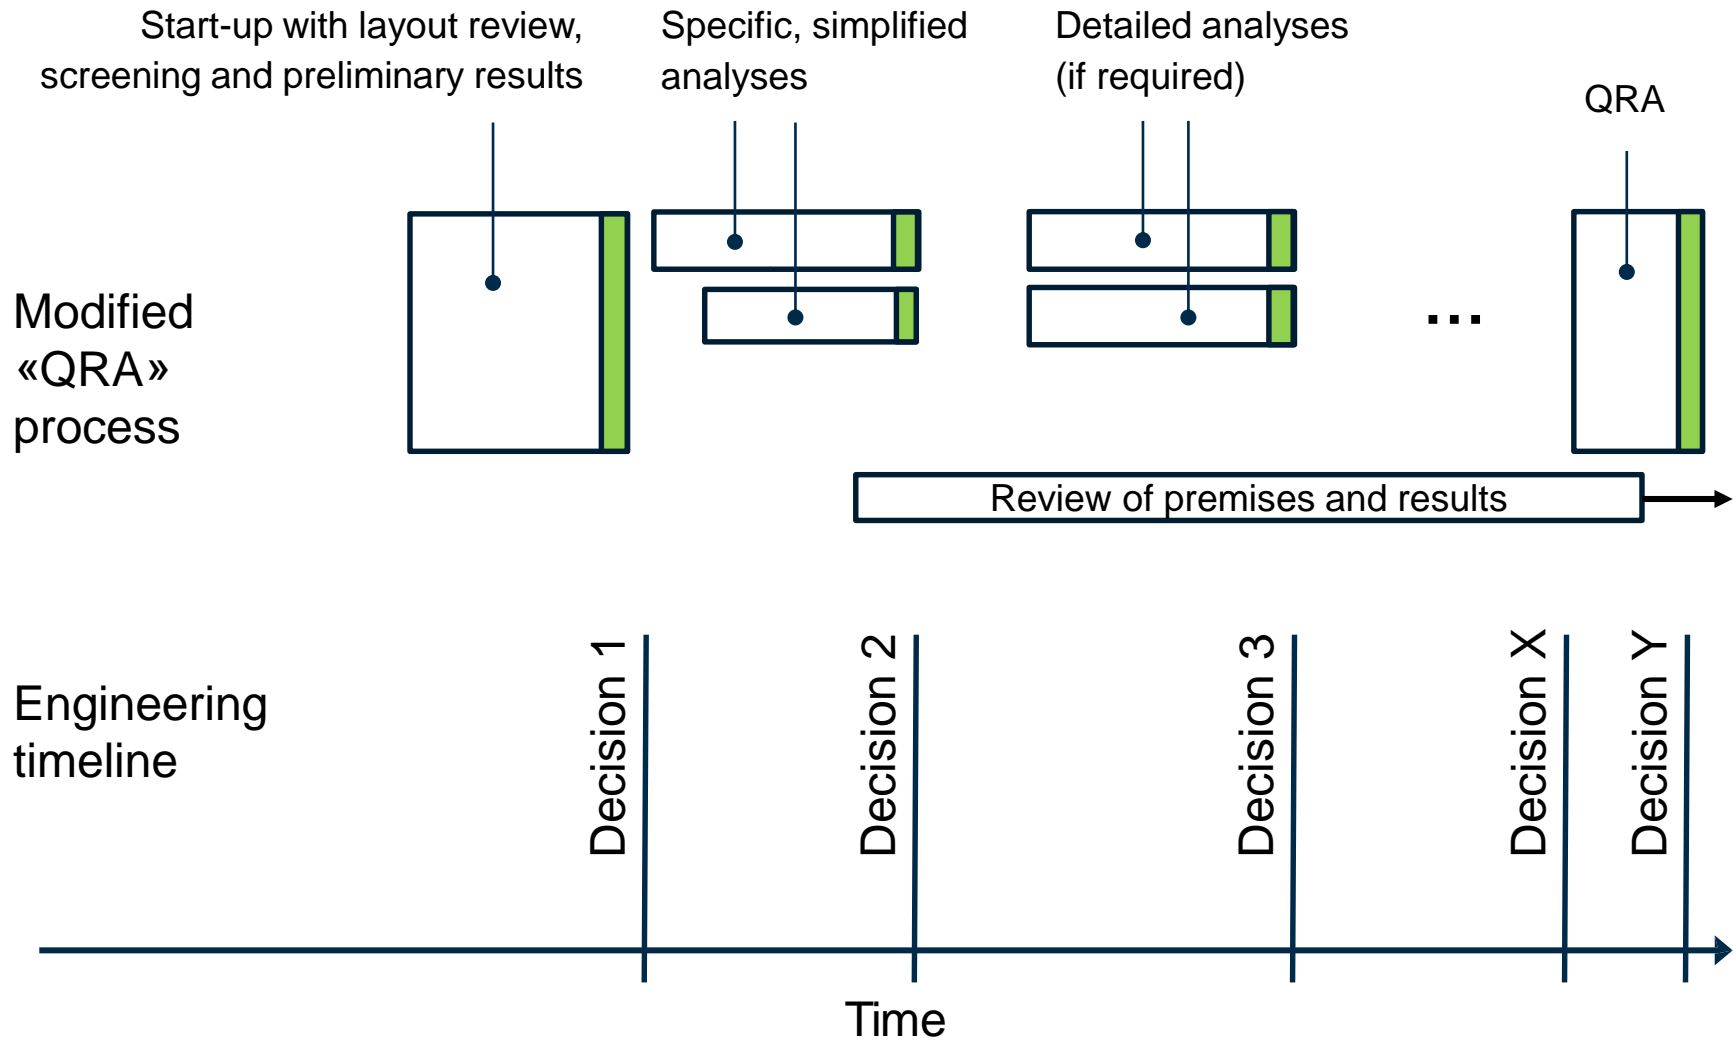 Start-up with layout review,
screening and preliminary results
Specific, simplified
analyses
Detailed analyses
(if required)
QRA
Modified
«QRA»
process
...
Review of premises and results
Engineering
timeline
Decision 1
Decision 2
Decision 3
Decision X
Decision Y
Time